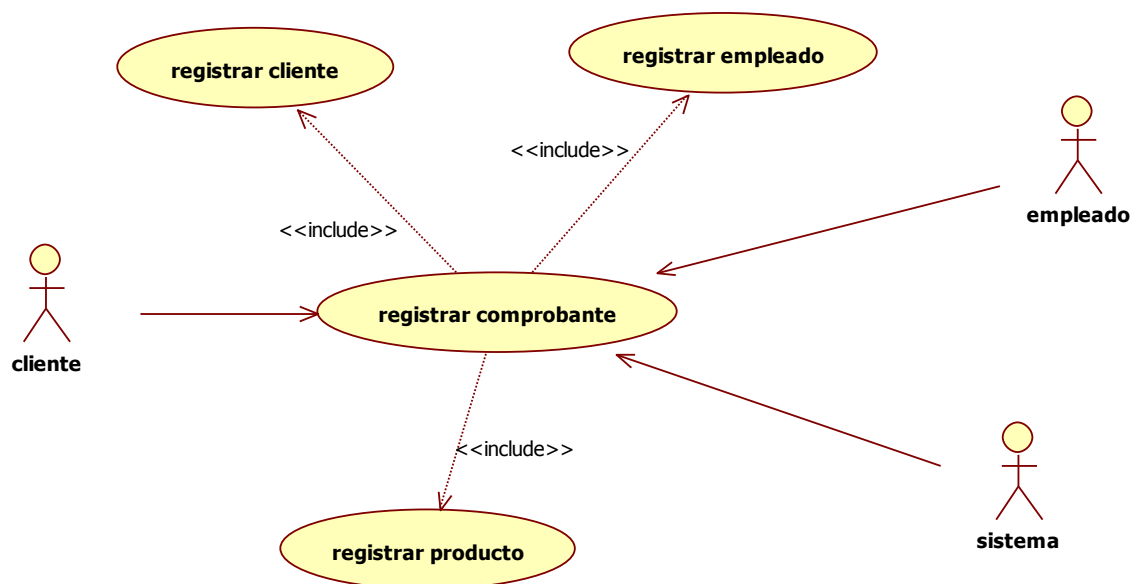 registrar empleado
registrar cliente
<<include>>
empleado
<<include>>
registrar comprobante
cliente
<<include>>
sistema
registrar producto